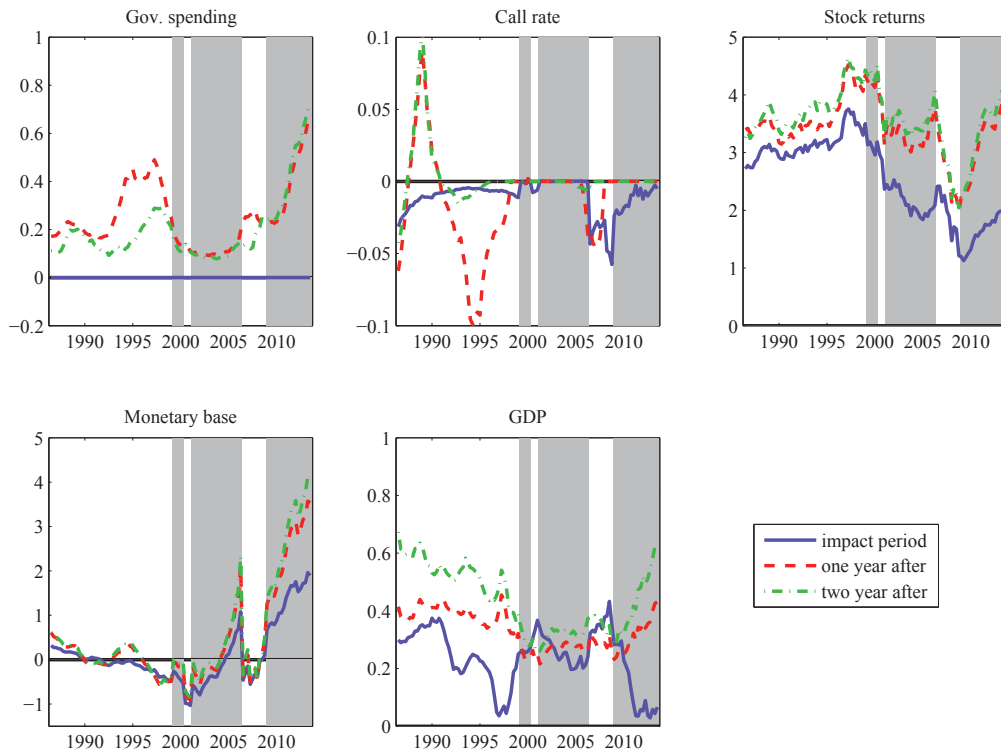 Gov. spending
1
0.8
0.6
0.4
0.2
0
−0.2
1990 1995 2000 2005 2010
Call rate
0.1
0.05
0
−0.05
−0.1
1990 1995 2000 2005 2010
Stock returns
5
4
3
2
1
0
1990 1995 2000 2005 2010
Monetary base
5
4
3
2
1
0
−1
1990 1995 2000 2005 2010
GDP
1
0.8
0.6
0.4
0.2
0
1990 1995 2000 2005 2010
impact period
one year after
two year after